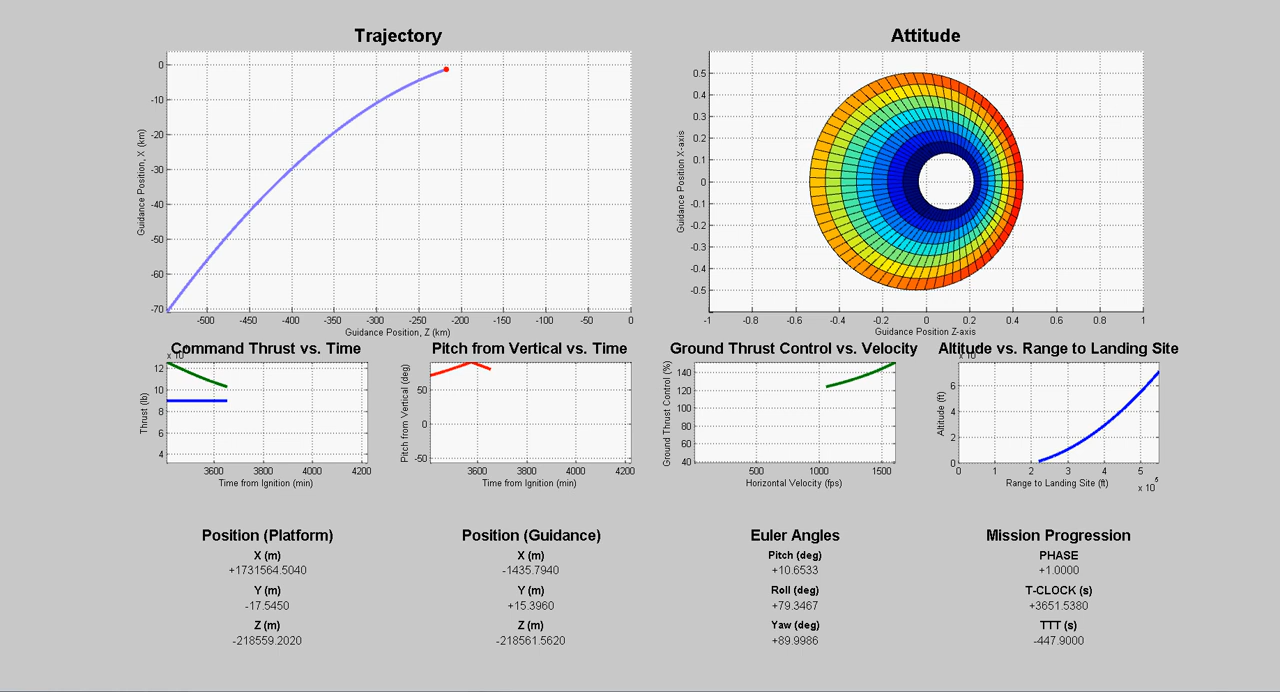 Trajectory
Attitude
0
-10
-20
-30
-40
-50
-60
-70
Guidance Position, X (km)
-500 -450 -400 -350 -300 -250 -200 -150 -100 -50 0
Guidance Position, Z (km)
0.5
0.4
0.3
0.2
0.1
0
-0.1
-0.2
-0.3
-0.4
-0.5
Guidance Position X-axis
-1 -0.8 -0.6 -0.4 -0.2 0 0.2 0.4 0.6 0.8 1
Guidance Position Z-axis
Command Thrust vs. Time
12
10
8
6
4
Thrust (lb)
3600 3800 4000 4200
Time from Ignition (min)
Pitch from Vertical vs. Time
50
0
-50
Pitch from Vertical (deg)
3600 3800 4000 4200
Time from Ignition (min)
Ground Thrust Control vs. Velocity
140
120
100
80
60
40
Ground Thrust Control (%)
500 1000 1500
Horizontal Velocity (fps)
Altitude vs. Range to Landing Site
6
4
2
0
Altitude (ft)
0 1 2 3 4 5
Range to Landing Site (ft)
Position (Platform)
X (m)
+1731564.5040
Y (m)
-17.5450
Z (m)
-218559.2020
Position (Guidance)
X (m)
-1435.7940
Y (m)
+15.3960
Z (m)
-218561.5620
Euler Angles
Pitch (deg)
+10.6533
Roll (deg)
+79.3467
Yaw (deg)
+89.9986
Mission Progression
PHASE
+1.0000
T-CLOCK (s)
+3651.5380
TTT (s)
-447.9000